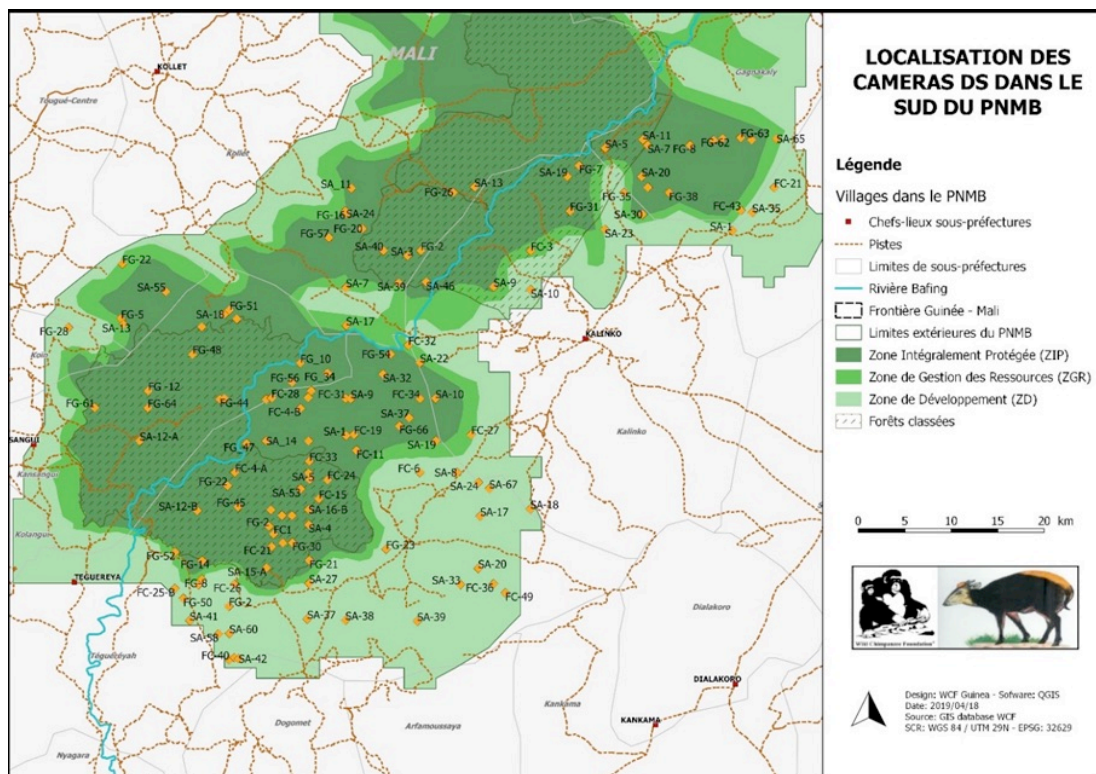 MALI
KOLLET
Tougué-Centre
Kollet
Gagnakaly
SA-11
SA-5
SA-7
FG-8
FG-62
FG-63
SA-65
FG-7
SA-19
SA-20
FC-21
SA_11
FG-26
SA-13
FG-35
FG-38
FG-16
SA-24
FG-31
SA-30
FC-43
SA-35
FG-20
FG-57
SA-23
SA-1
SA-40
SA-3
FG-2
FC-3
FG-22
SA-55
SA-7
SA-39
SA-46
SA-9
SA-10
FG-51
FG-5
SA-18
SA-13
FG-28
SA-17
KALINKO
FC-32
FG-48
FG-54
SA-22
FG_10
FG-56
FG_34
SA-32
FG -12
FC-28
FC-31
SA-9
FC-34
SA-10
FG-61
FG-64
FG-44
FC-4-B
SA-37
FG-66
SANGUI
SA-12-A
FG-47
SA_14
SA-1
FC-19
SA-19
FC-27
Kalinko
FC-11
Kansangui
FC-33
FC-4-A
SA-5
FC-24
FC-6
SA-8
FG-22
SA-53
SA-24
SA-67
FC-15
SA-12-B
FG-45
SA-16-B
SA-17
SA-18
FG-2
FC1
SA-4
Kolangui
FC-21
FG-30
FG-23
FG-52
FG-14
FG-21
SA-20
TEGUEREYA
SA-15-A
SA-27
SA-33
FC-36
FC-49
FC-25-B
FG-8
FC-25
FG-50
FG-2
Dialakoro
SA-41
SA-37
SA-38
SA-39
SA-58
SA-60
Téguéréyah
FC-40
SA-42
DIALAKORO
Kankama
Dogomet
Arfamoussaya
KANKAMA
Nyagara
LOCALISATION DES
CAMERAS DS DANS LE
SUD DU PNMB
Légende
Villages dans le PNMB
Chefs-lieux sous-préfectures
Pistes
Limites de sous-préfectures
Rivière Bafing
Frontière Guinée - Mali
Limites extérieures du PNMB
Zone Intégralement Protégée (ZIP)
Zone de Gestion des Ressources (ZGR)
Zone de Développement (ZD)
Forêts classées
0 5 10 15 20 km
Wild Chimpanzee Foundation
Design: WCF Guinea - Sofware: QGIS
Date: 2019/04/18
Source: GIS database WCF
SCR: WGS 84 / UTM 29N - EPSG: 32629